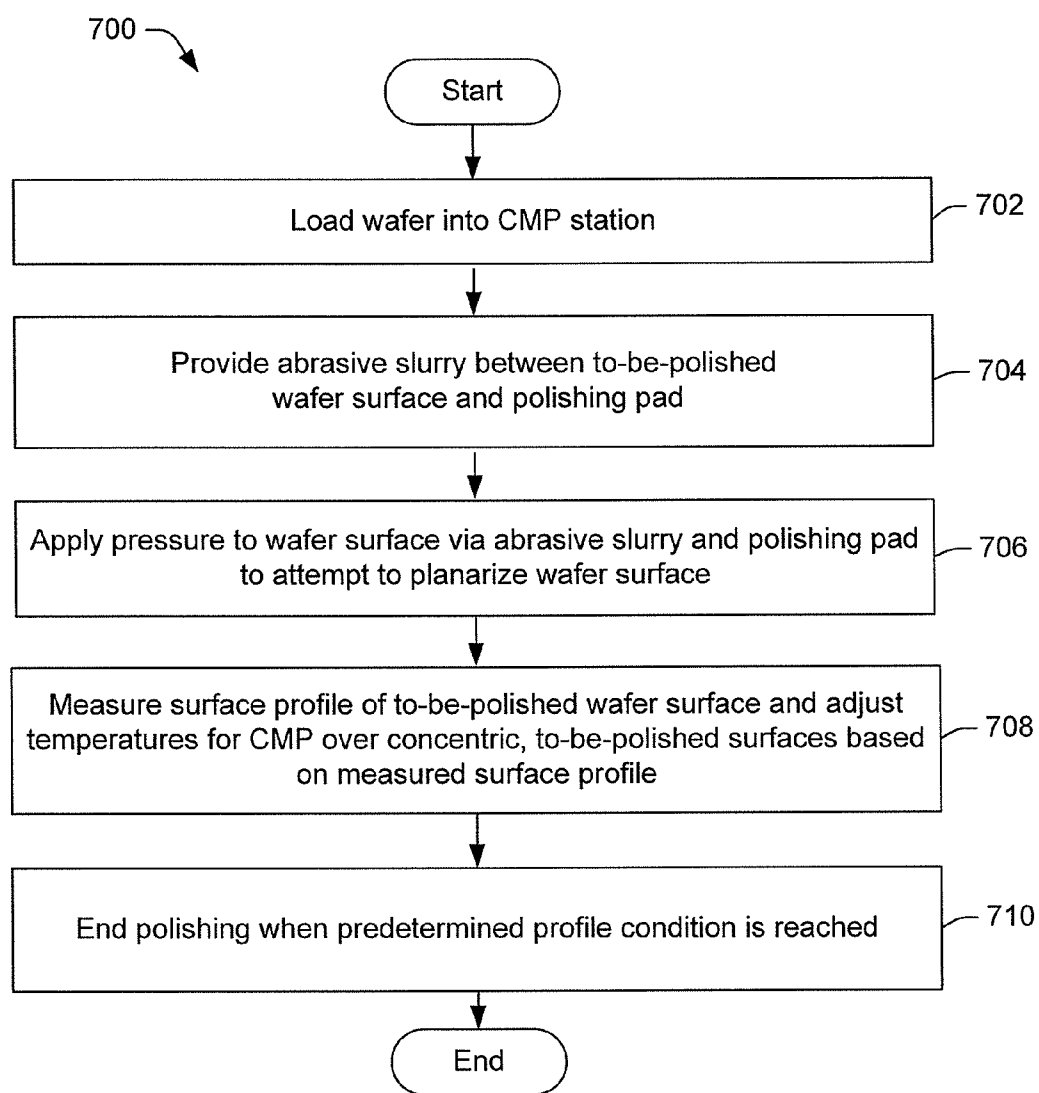 700
Start
Load wafer into CMP station
702
Provide abrasive slurry between to-be-polished
wafer surface and polishing pad
704
Apply pressure to wafer surface via abrasive slurry and polishing pad
to attempt to planarize wafer surface
706
Measure surface profile of to-be-polished wafer surface and adjust
temperatures for CMP over concentric, to-be-polished surfaces based
on measured surface profile
708
End polishing when predetermined profile condition is reached
710
End